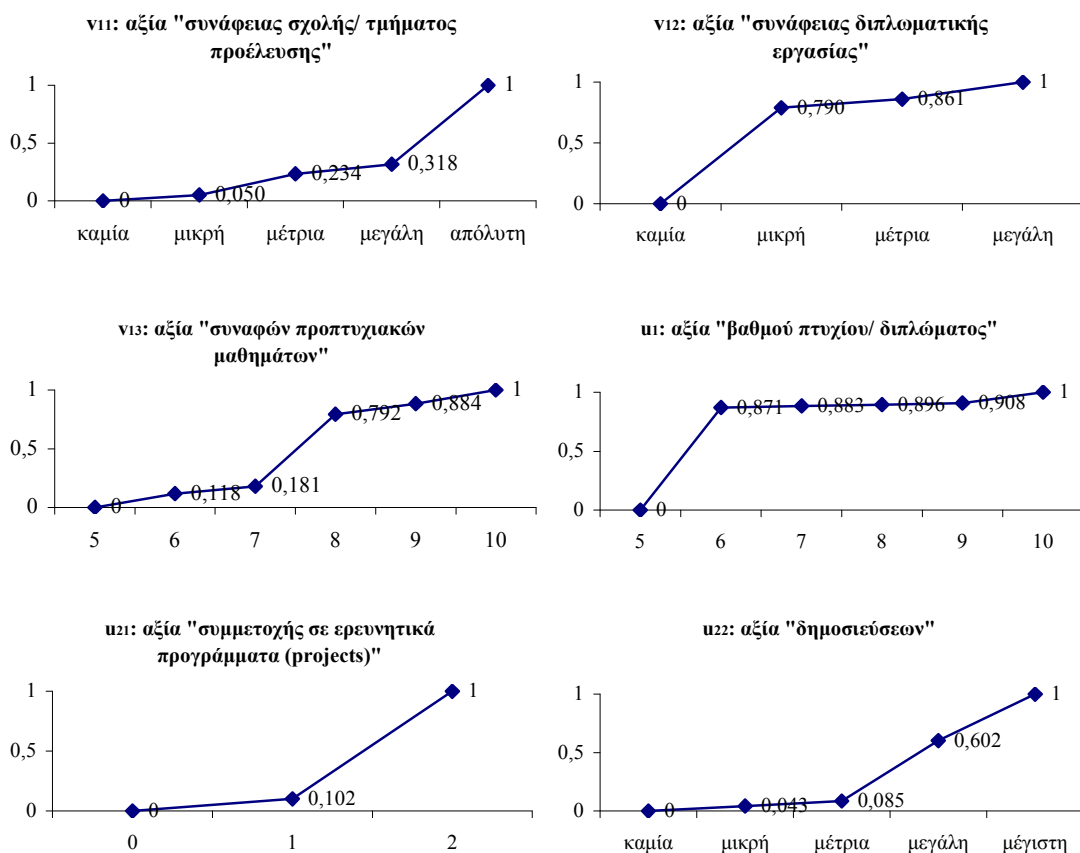 v11: αξία "συνάφειας σχολής/ τμήματος
προέλευσης"
1
0,5
0
0
0,050
0,234
0,318
1
καμία μικρή μέτρια μεγάλη απόλυτη
v12: αξία "συνάφειας διπλωματικής
εργασίας"
1
0,5
0
0
0,790
0,861
1
καμία μικρή μέτρια μεγάλη
v13: αξία "συναφών προπτυχιακών
μαθημάτων"
1
0,5
0
0
0,118
0,181
0,792
0,884
1
5 6 7 8 9 10
u1: αξία "βαθμού πτυχίου/ διπλώματος"
1
0,5
0
0
0,871
0,883
0,896
0,908
1
5 6 7 8 9 10
u21: αξία "συμμετοχής σε ερευνητικά
προγράμματα (projects)"
1
0,5
0
0
0,102
1
0 1 2
u22: αξία "δημοσιεύσεων"
1
0,5
0
0
0,043
0,085
0,602
1
καμία μικρή μέτρια μεγάλη μέγιστη